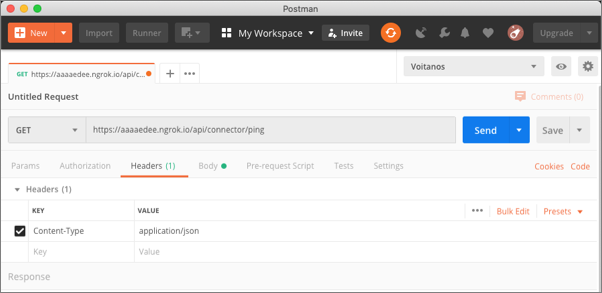 Postman
New Import Runner My Workspace Invite Upgrade
GET https://aaaaedee.ngrok.io/api/c... + ••• Voitanos
Untitled Request Comments (0)
GET https://aaaaedee.ngrok.io/api/connector/ping Send Save
Params Authorization Headers (1) Body Pre-request Script Tests Settings Cookies Code
Headers (1)
KEY VALUE ••• Bulk Edit Presets
Content-Type application/json
Key Value
Response